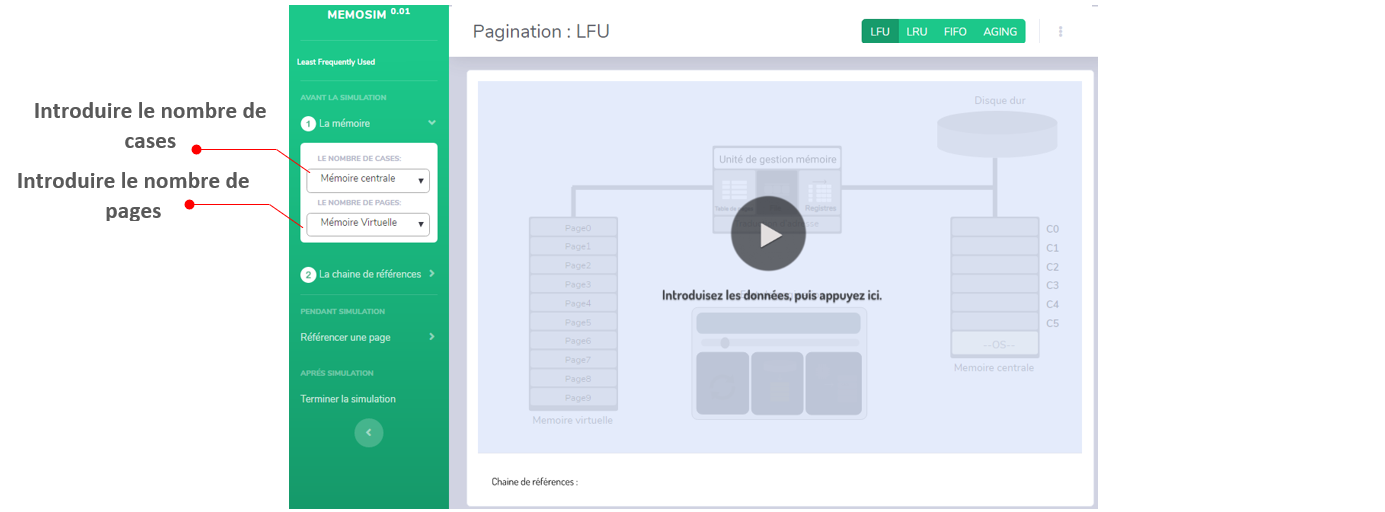 Introduire le nombre de
cases
Introduire le nombre de
pages
MEMOSIM 0.01
Least Frequently Used
AVANT LA SIMULATION
1 La mémoire
LE NOMBRE DE CASES:
Mémoire centrale
LE NOMBRE DE PAGES:
Mémoire Virtuelle
2 La chaine de références
PENDANT SIMULATION
Référencer une page
APRÉS SIMULATION
Terminer la simulation
Pagination : LFU
LFU LRU FIFO AGING
Disque dur
Unité de gestion mémoire
Registres
Page0
Page1
Page2
Page3
Page4
Page5
Page6
Page7
Page8
Page9
Memoire virtuelle
Introduisez les données, puis appuyez ici.
C0
C1
C2
C3
C4
C5
--OS--
Memoire centrale
Chaine de références :